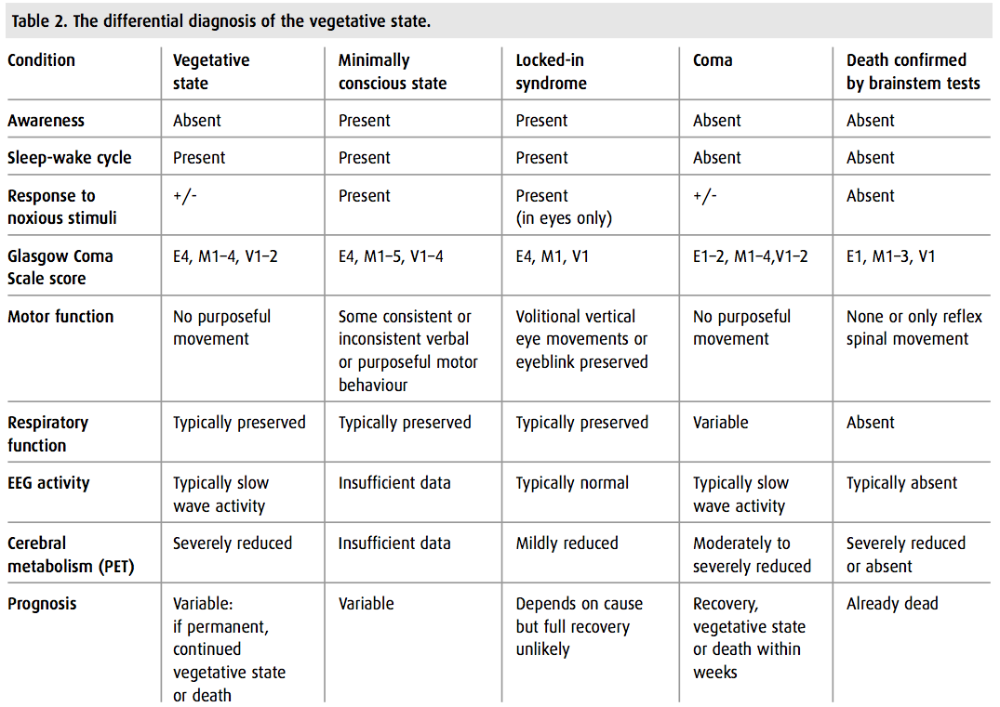 Table 2. The differential diagnosis of the vegetative state.
Condition
Vegetative
state
Minimally
conscious state
Locked-in
syndrome
Coma
Death confirmed
by brainstem tests
Awareness
Absent
Present
Present
Absent
Absent
Sleep-wake cycle
Present
Present
Present
Absent
Absent
Response to
noxious stimuli
+/-
Present
Present
(in eyes only)
+/-
Absent
Glasgow Coma
Scale score
E4, M1–4, V1–2
E4, M1–5, V1–4
E4, M1, V1
E1–2, M1–4,V1–2
E1, M1–3, V1
Motor function
No purposeful
movement
Some consistent or
inconsistent verbal
or purposeful motor
behaviour
Volitional vertical
eye movements or
eyeblink preserved
No purposeful
movement
None or only reflex
spinal movement
Respiratory
function
Typically preserved
Typically preserved
Typically preserved
Variable
Absent
EEG activity
Typically slow
wave activity
Insufficient data
Typically normal
Typically slow
wave activity
Typically absent
Cerebral
metabolism (PET)
Severely reduced
Insufficient data
Mildly reduced
Moderately to
severely reduced
Severely reduced
or absent
Prognosis
Variable:
if permanent,
continued
vegetative state
or death
Variable
Depends on cause
but full recovery
unlikely
Recovery,
vegetative state
or death within
weeks
Already dead